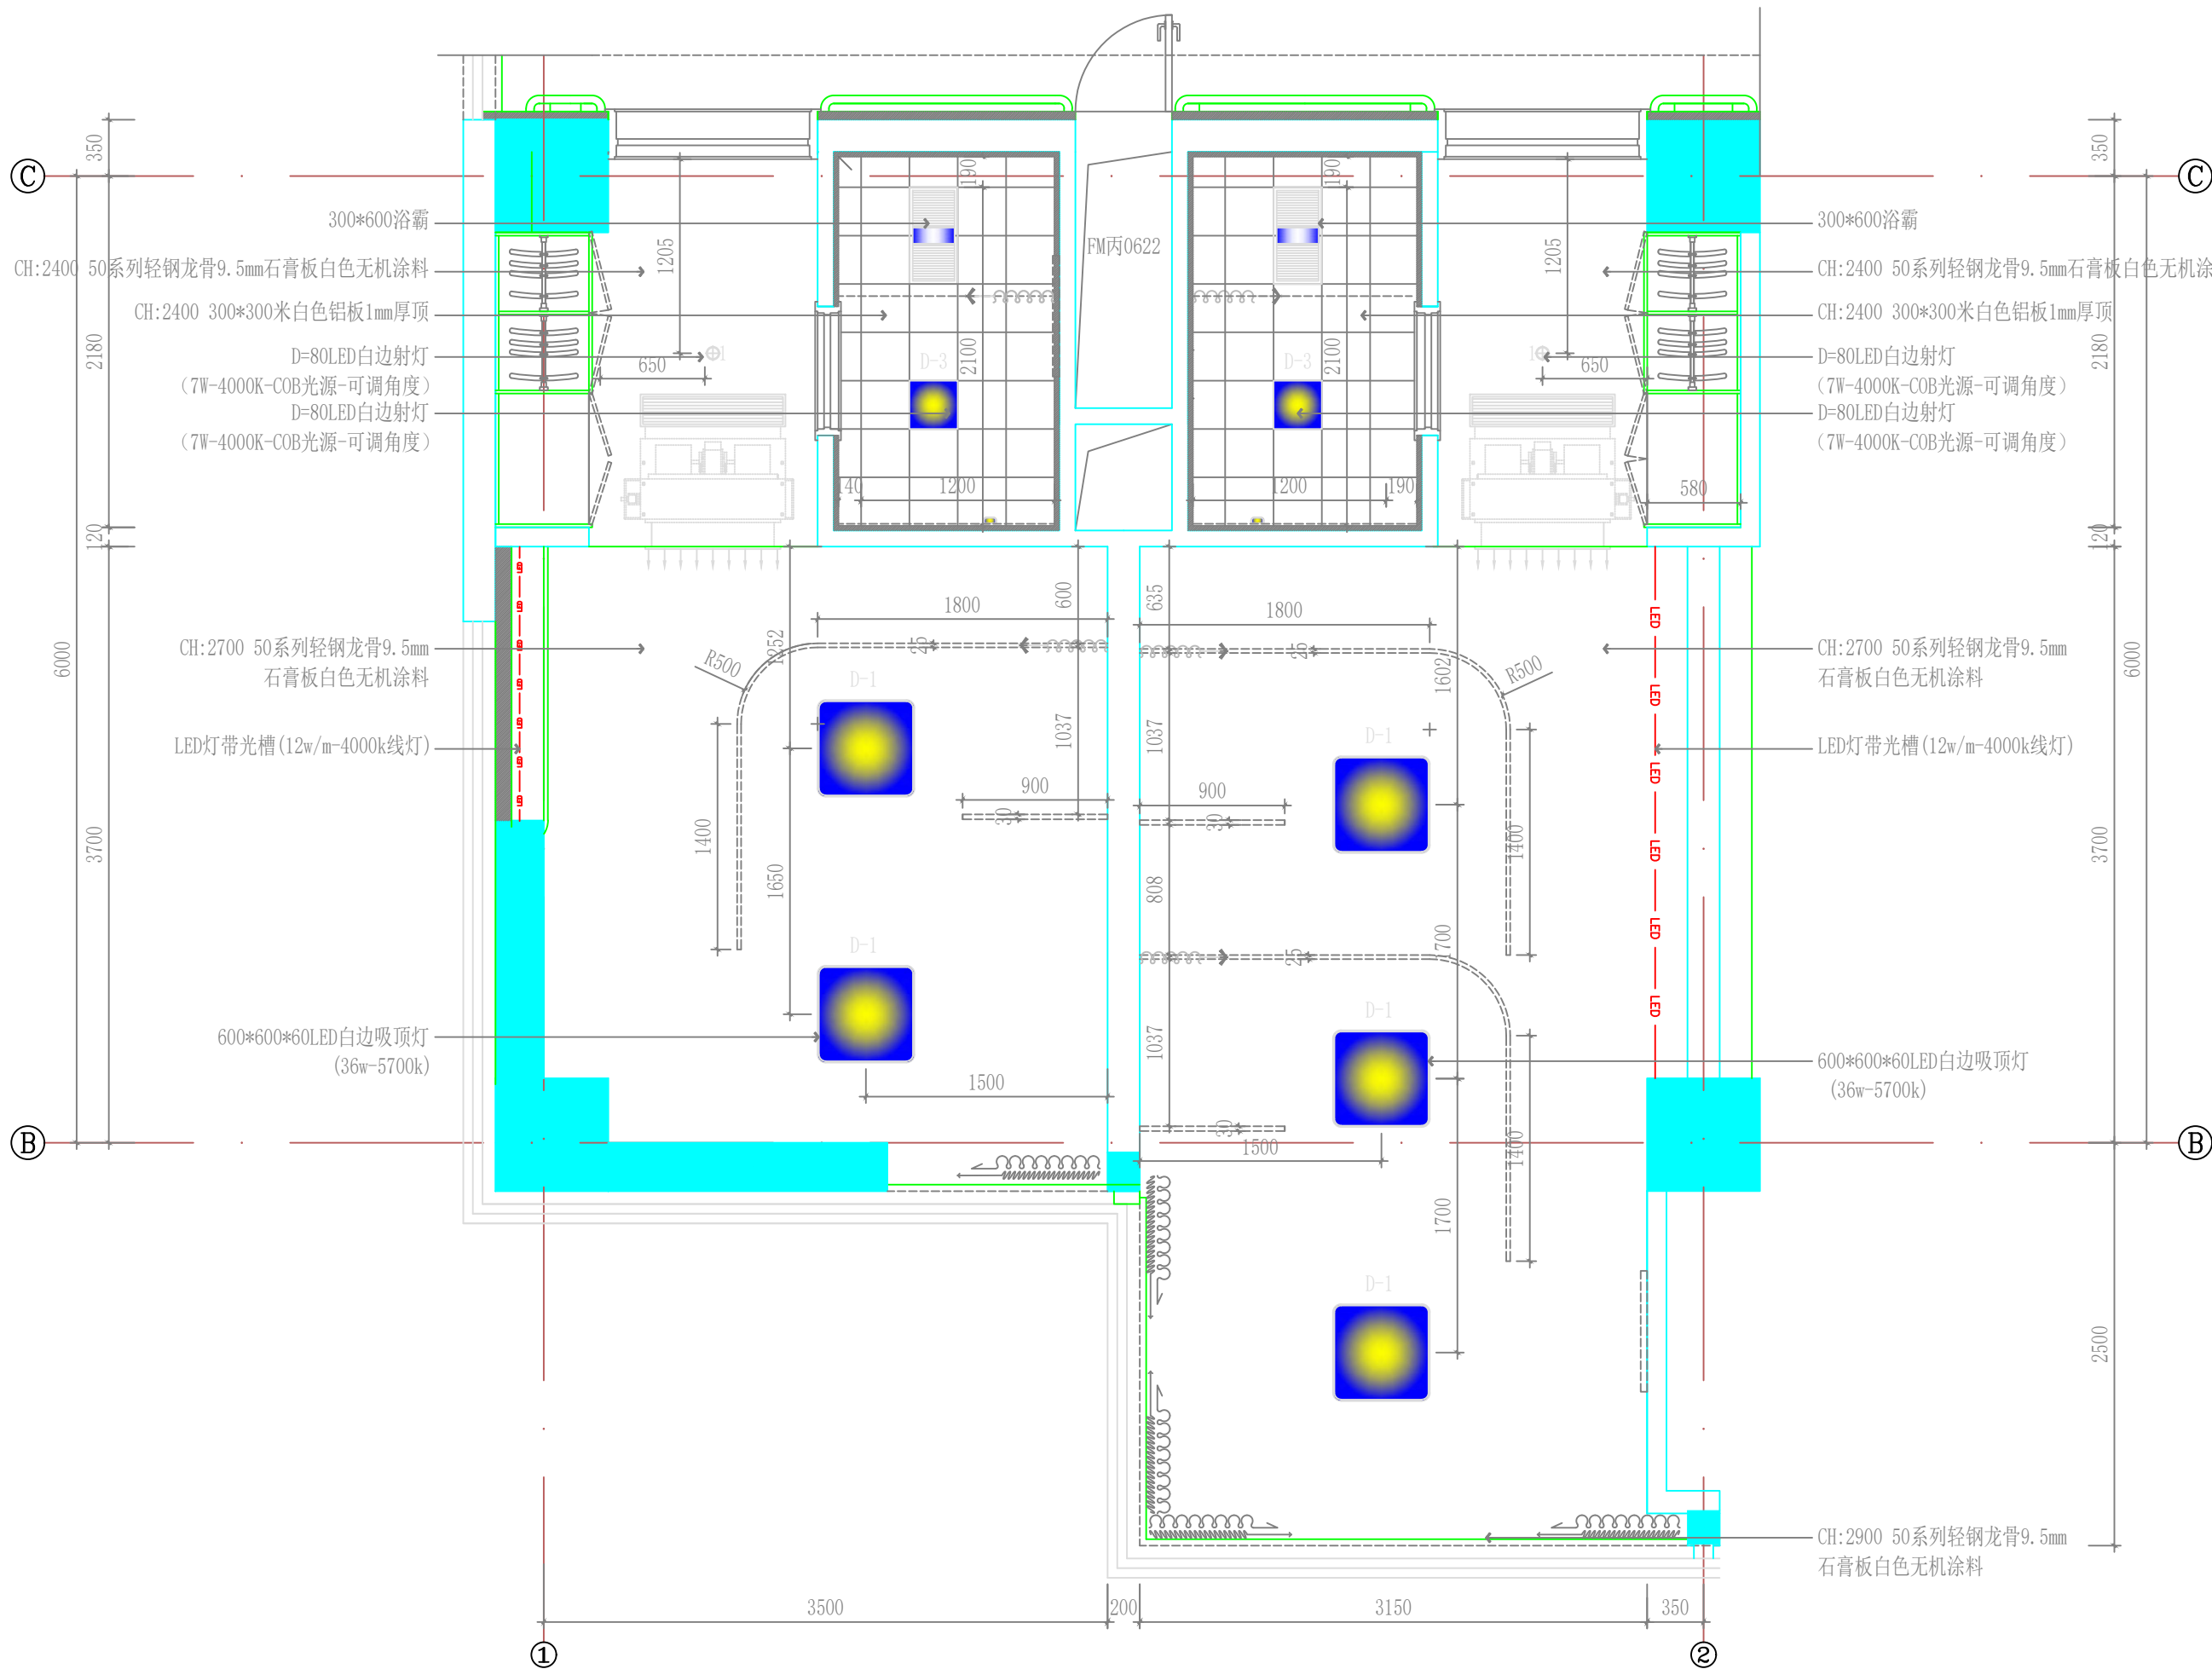 350
350
C
C
190
190
300*600浴霸
300*600浴霸
FM丙0622
1205
1205
CH:2400 50系列轻钢龙骨9.5mm石膏板白色无机涂料
CH:2400 50系列轻钢龙骨9.5mm石膏板白色无机涂
CH:2400 300*300米白色铝板1mm厚顶
CH:2400 300*300米白色铝板1mm厚顶
2180
2180
D=80LED白边射灯
(7W-4000K-COB光源-可调角度)
D=80LED白边射灯
(7W-4000K-COB光源-可调角度)
650
D-3
2100
D-3
2100
650
D=80LED白边射灯
(7W-4000K-COB光源-可调角度)
D=80LED白边射灯
(7W-4000K-COB光源-可调角度)
140
1200
1200
190
580
120
120
600
635
1800
1800
LED
6000
6000
CH:2700 50系列轻钢龙骨9.5mm
石膏板白色无机涂料
CH:2700 50系列轻钢龙骨9.5mm
石膏板白色无机涂料
1252
25
25
1602
R500
R500
D-1
LED
1037
1037
D-1
LED灯带光槽(12w/m-4000k线灯)
LED灯带光槽(12w/m-4000k线灯)
LED
900
900
30
30
1400
1400
3700
3700
LED
1650
808
D-1
1700
LED
25
D-1
LED
600*600*60LED白边吸顶灯
(36w-5700k)
1037
600*600*60LED白边吸顶灯
(36w-5700k)
1500
B
B
30
1500
1400
1700
D-1
2500
CH:2900 50系列轻钢龙骨9.5mm
石膏板白色无机涂料
3500
200
3150
350
1
2